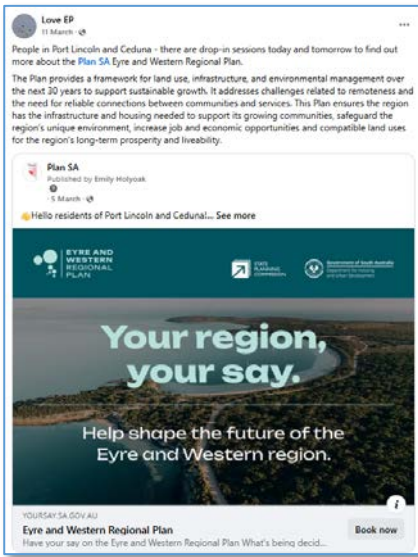 Love EP
11 March ·
People in Port Lincoln and Ceduna - there are drop-in sessions today and tomorrow to find out
more about the Plan SA Eyre and Western Regional Plan.
The Plan provides a framework for land use, infrastructure, and environmental management over
the next 30 years to support sustainable growth. It addresses challenges related to remoteness and
the need for reliable connections between communities and services. This Plan ensures the region
has the infrastructure and housing needed to support its growing communities, safeguard the
region's unique environment, increase job and economic opportunities and compatible land uses
for the region's long-term prosperity and liveability.
Plan SA
Published by Emily Holyoak
· 5 March ·
👋Hello residents of Port Lincoln and Ceduna!... See more
EYRE AND
WESTERN
REGIONAL
PLAN
STATE
PLANNING
COMMISSION
Government of South Australia
Department for Housing
and Urban Development
Your region,
your say.
Help shape the future of the
Eyre and Western region.
YOURSAY.SA.GOV.AU
Eyre and Western Regional Plan
Have your say on the Eyre and Western Regional Plan What's being decid...
Book now